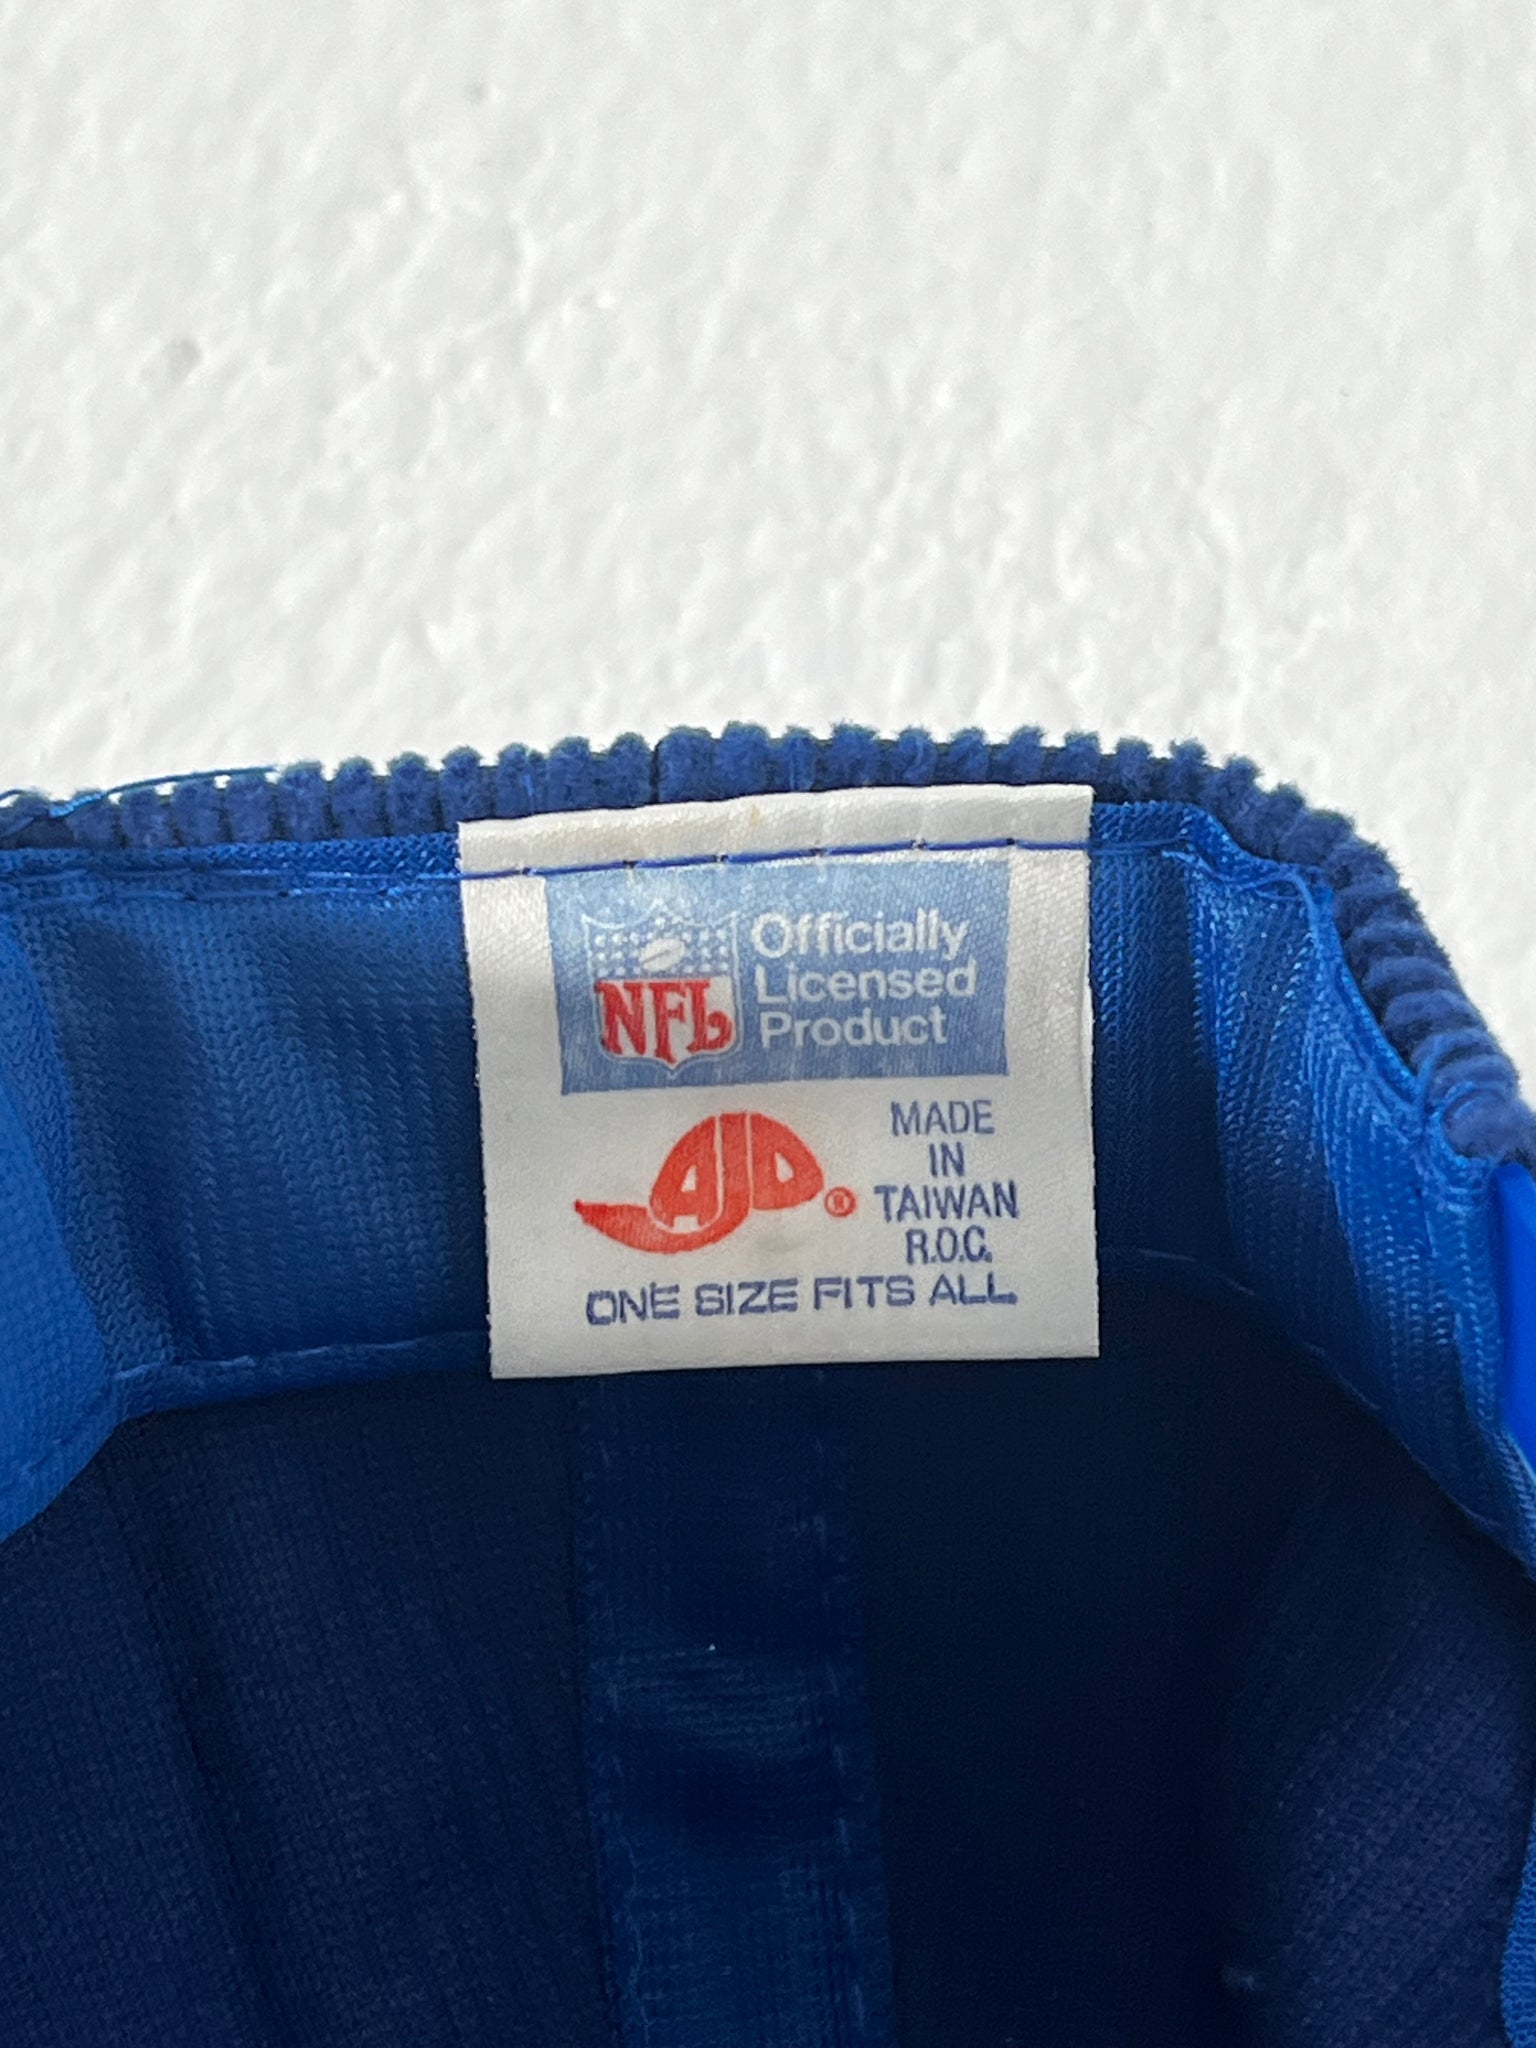 NFL
Officially
Licensed
Product
AJD®
MADE
IN
TAIWAN
R.O.C.
ONE SIZE FITS ALL